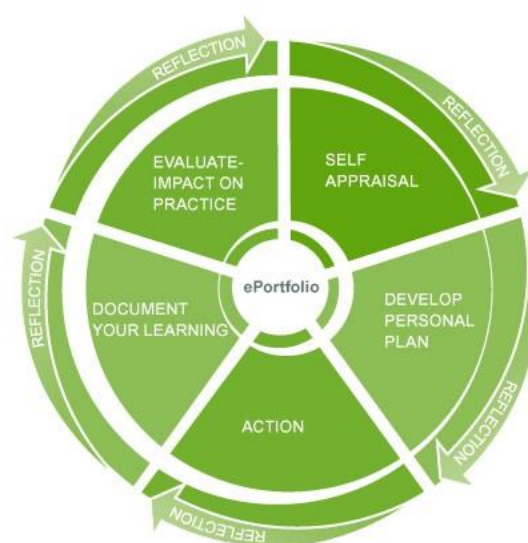 REFLECTION
SELF
APPRAISAL
REFLECTION
DEVELOP
PERSONAL
PLAN
REFLECTION
ACTION
REFLECTION
DOCUMENT
YOUR LEARNING
REFLECTION
EVALUATE-
IMPACT ON
PRACTICE
ePortfolio